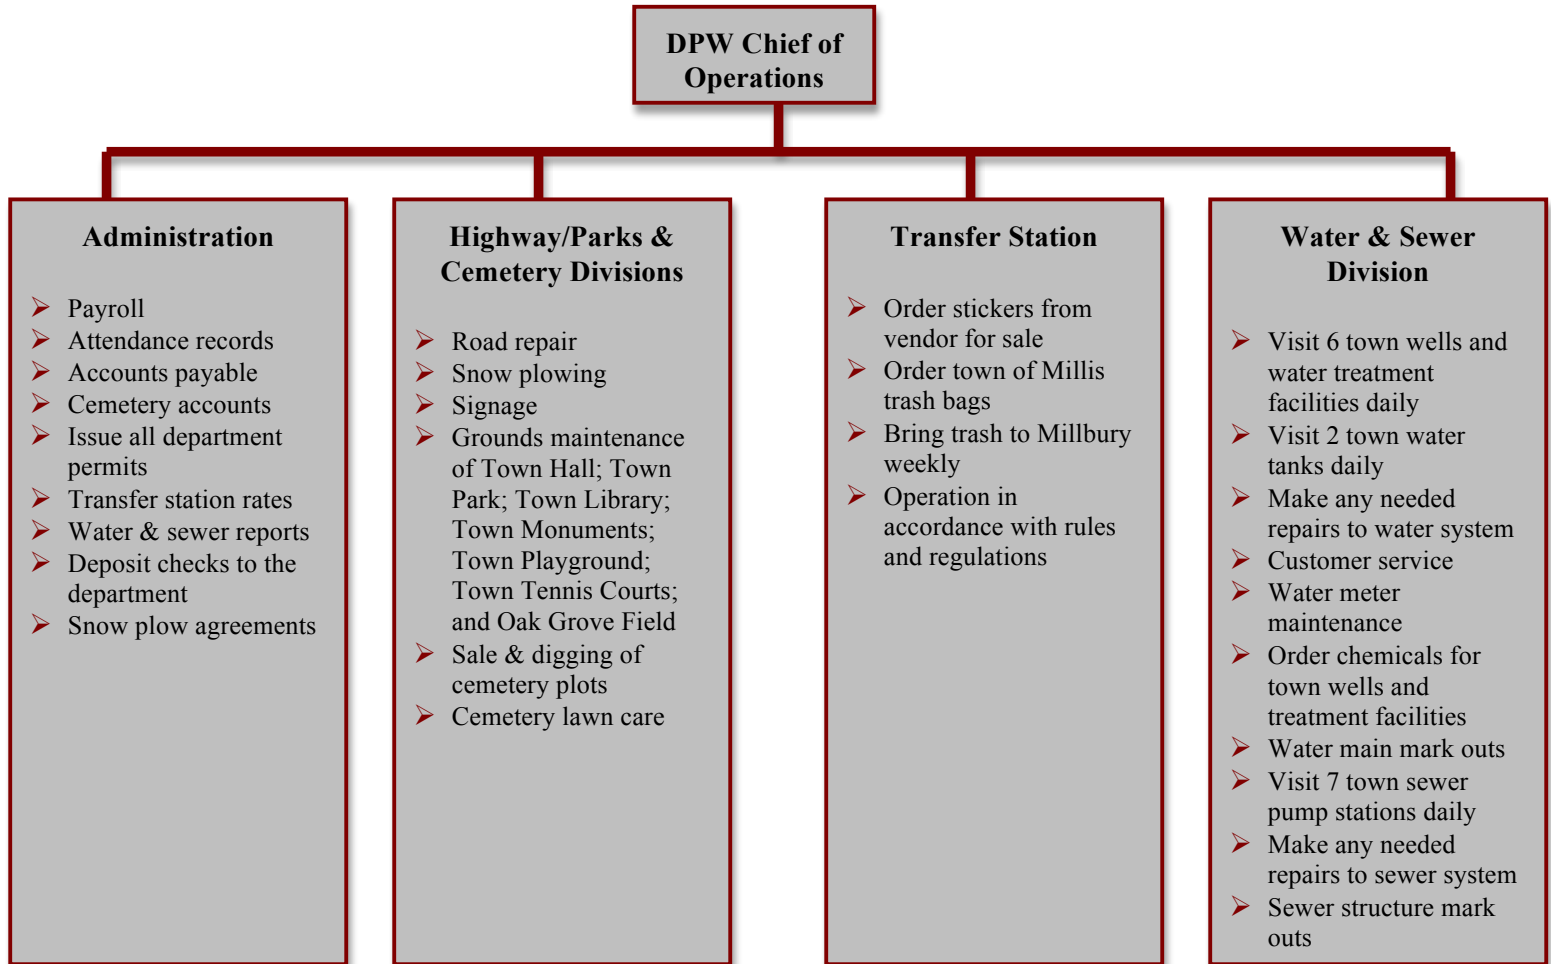 DPW Chief of
Operations
Administration
➢ Payroll
➢ Attendance records
➢ Accounts payable
➢ Cemetery accounts
➢ Issue all department
permits
➢ Transfer station rates
➢ Water & sewer reports
➢ Deposit checks to the
department
➢ Snow plow agreements
Highway/Parks &
Cemetery Divisions
➢ Road repair
➢ Snow plowing
➢ Signage
➢ Grounds maintenance
of Town Hall; Town
Park; Town Library;
Town Monuments;
Town Playground;
Town Tennis Courts;
and Oak Grove Field
➢ Sale & digging of
cemetery plots
➢ Cemetery lawn care
Transfer Station
➢ Order stickers from
vendor for sale
➢ Order town of Millis
trash bags
➢ Bring trash to Millbury
weekly
➢ Operation in
accordance with rules
and regulations
Water & Sewer
Division
➢ Visit 6 town wells and
water treatment
facilities daily
➢ Visit 2 town water
tanks daily
➢ Make any needed
repairs to water system
➢ Customer service
➢ Water meter
maintenance
➢ Order chemicals for
town wells and
treatment facilities
➢ Water main mark outs
➢ Visit 7 town sewer
pump stations daily
➢ Make any needed
repairs to sewer system
➢ Sewer structure mark
outs